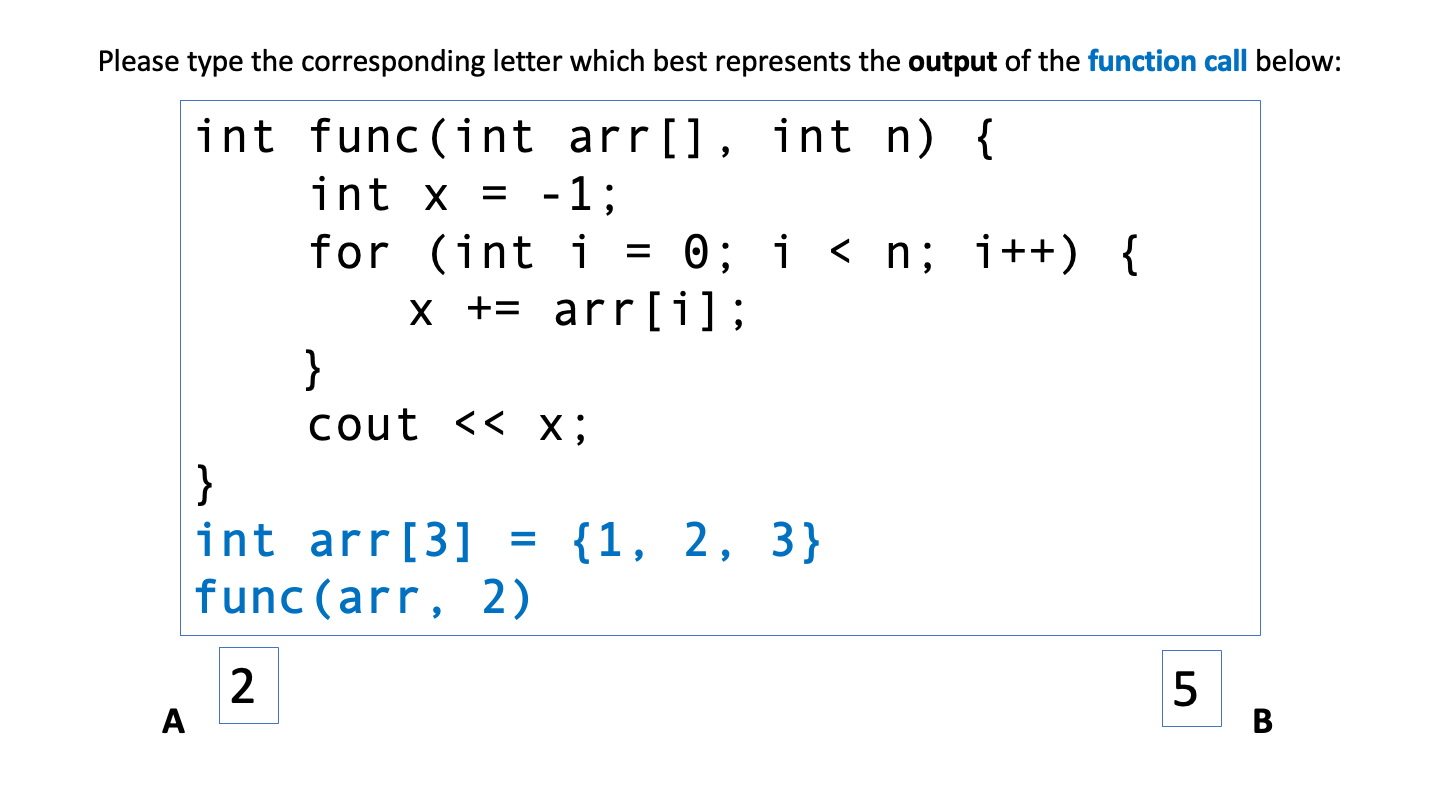 Please type the corresponding letter which best represents the output of the function call below:
int func(int arr[], int n) {
    int x = -1;
    for (int i = 0; i < n; i++) {
        x += arr[i];
    }
    cout << x;
}
int arr[3] = {1, 2, 3}
func(arr, 2)
2 5
A B